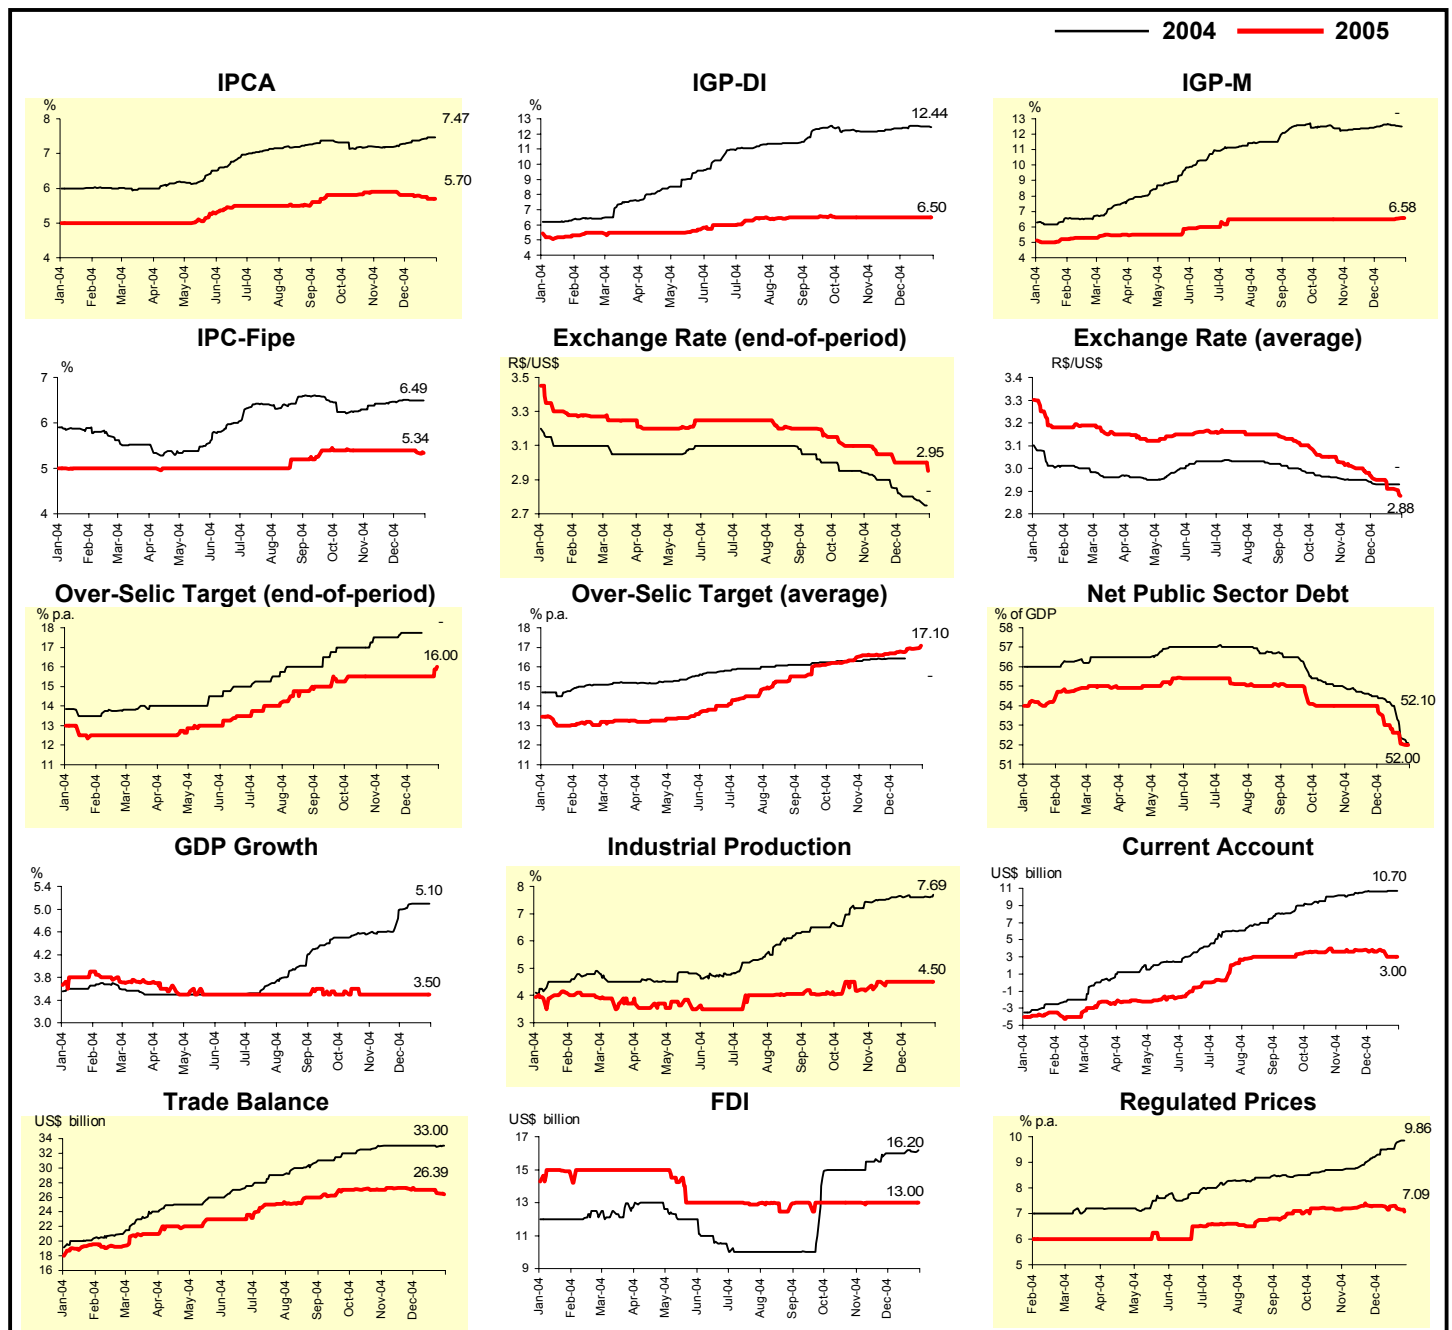 2004 2005
IPCA IGP-DI IGP-M
% % %
8 7 6 5 4
7.47
5.70
Jan-04 Feb-04 Mar-04 Apr-04 May-04 Jun-04 Jul-04 Aug-04 Sep-04 Oct-04 Nov-04 Dec-04
13 12 11 10 9 8 7 6 5 4
12.44
6.50
Jan-04 Feb-04 Mar-04 Apr-04 May-04 Jun-04 Jul-04 Aug-04 Sep-04 Oct-04 Nov-04 Dec-04
13 12 11 10 9 8 7 6 5 4
-
6.58
Jan-04 Feb-04 Mar-04 Apr-04 May-04 Jun-04 Jul-04 Aug-04 Sep-04 Oct-04 Nov-04 Dec-04
IPC-Fipe Exchange Rate (end-of-period) Exchange Rate (average)
% R$/US$ R$/US$
7 6 5 4
6.49
5.34
Jan-04 Feb-04 Mar-04 Apr-04 May-04 Jun-04 Jul-04 Aug-04 Sep-04 Oct-04 Nov-04 Dec-04
3.5 3.3 3.1 2.9 2.7
2.95
-
Jan-04 Feb-04 Mar-04 Apr-04 May-04 Jun-04 Jul-04 Aug-04 Sep-04 Oct-04 Nov-04 Dec-04
3.4 3.3 3.2 3.1 3.0 2.9 2.8
-
2.88
Jan-04 Feb-04 Mar-04 Apr-04 May-04 Jun-04 Jul-04 Aug-04 Sep-04 Oct-04 Nov-04 Dec-04
Over-Selic Target (end-of-period) Over-Selic Target (average) Net Public Sector Debt
% p.a. % p.a. % of GDP
18 17 16 15 14 13 12 11
-
16.00
Jan-04 Feb-04 Mar-04 Apr-04 May-04 Jun-04 Jul-04 Aug-04 Sep-04 Oct-04 Nov-04 Dec-04
18 17 16 15 14 13 12 11
17.10
-
Jan-04 Feb-04 Mar-04 Apr-04 May-04 Jun-04 Jul-04 Aug-04 Sep-04 Oct-04 Nov-04 Dec-04
58 57 56 55 54 53 52 51
52.10
52.00
Jan-04 Feb-04 Mar-04 Apr-04 May-04 Jun-04 Jul-04 Aug-04 Sep-04 Oct-04 Nov-04 Dec-04
GDP Growth Industrial Production Current Account
% % US$ billion
5.4 5.0 4.6 4.2 3.8 3.4 3.0
5.10
3.50
Jan-04 Feb-04 Mar-04 Apr-04 May-04 Jun-04 Jul-04 Aug-04 Sep-04 Oct-04 Nov-04 Dec-04
8 7 6 5 4 3
7.69
4.50
Jan-04 Feb-04 Mar-04 Apr-04 May-04 Jun-04 Jul-04 Aug-04 Sep-04 Oct-04 Nov-04 Dec-04
11 9 7 5 3 1 -1 -3 -5
10.70
3.00
Jan-04 Feb-04 Mar-04 Apr-04 May-04 Jun-04 Jul-04 Aug-04 Sep-04 Oct-04 Nov-04 Dec-04
Trade Balance FDI Regulated Prices
US$ billion US$ billion % p.a.
34 32 30 28 26 24 22 20 18 16
33.00
26.39
Jan-04 Feb-04 Mar-04 Apr-04 May-04 Jun-04 Jul-04 Aug-04 Sep-04 Oct-04 Nov-04 Dec-04
17 15 13 11 9
16.20
13.00
Jan-04 Feb-04 Mar-04 Apr-04 May-04 Jun-04 Jul-04 Aug-04 Sep-04 Oct-04 Nov-04 Dec-04
10 9 8 7 6 5
9.86
7.09
Feb-04 Mar-04 Apr-04 May-04 Jun-04 Jul-04 Aug-04 Sep-04 Oct-04 Nov-04 Dec-04